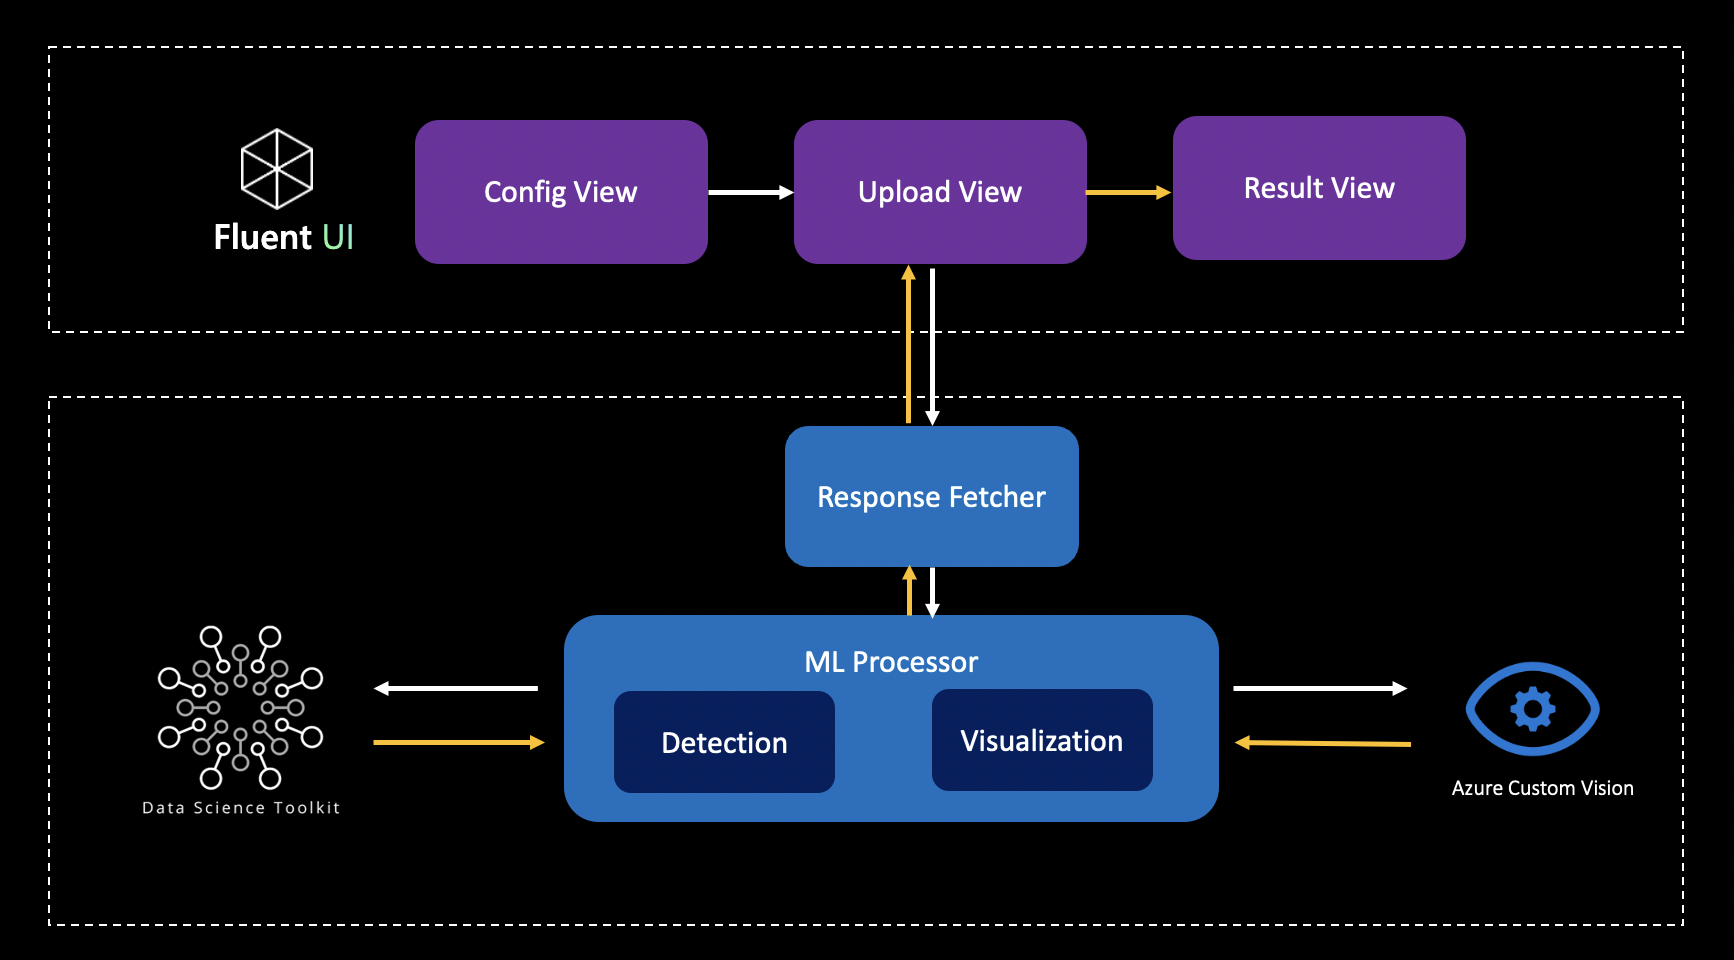 Fluent UI
Config View
Upload View
Result View
Response Fetcher
ML Processor
Detection
Visualization
Data Science Toolkit
Azure Custom Vision